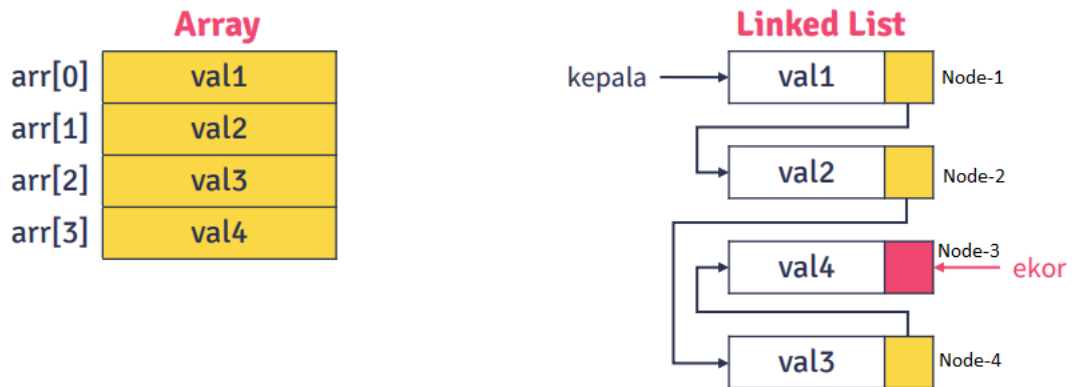 Array
arr[0] val1
arr[1] val2
arr[2] val3
arr[3] val4
Linked List
kepala val1 Node-1
val2 Node-2
val4 Node-3
ekor
val3 Node-4